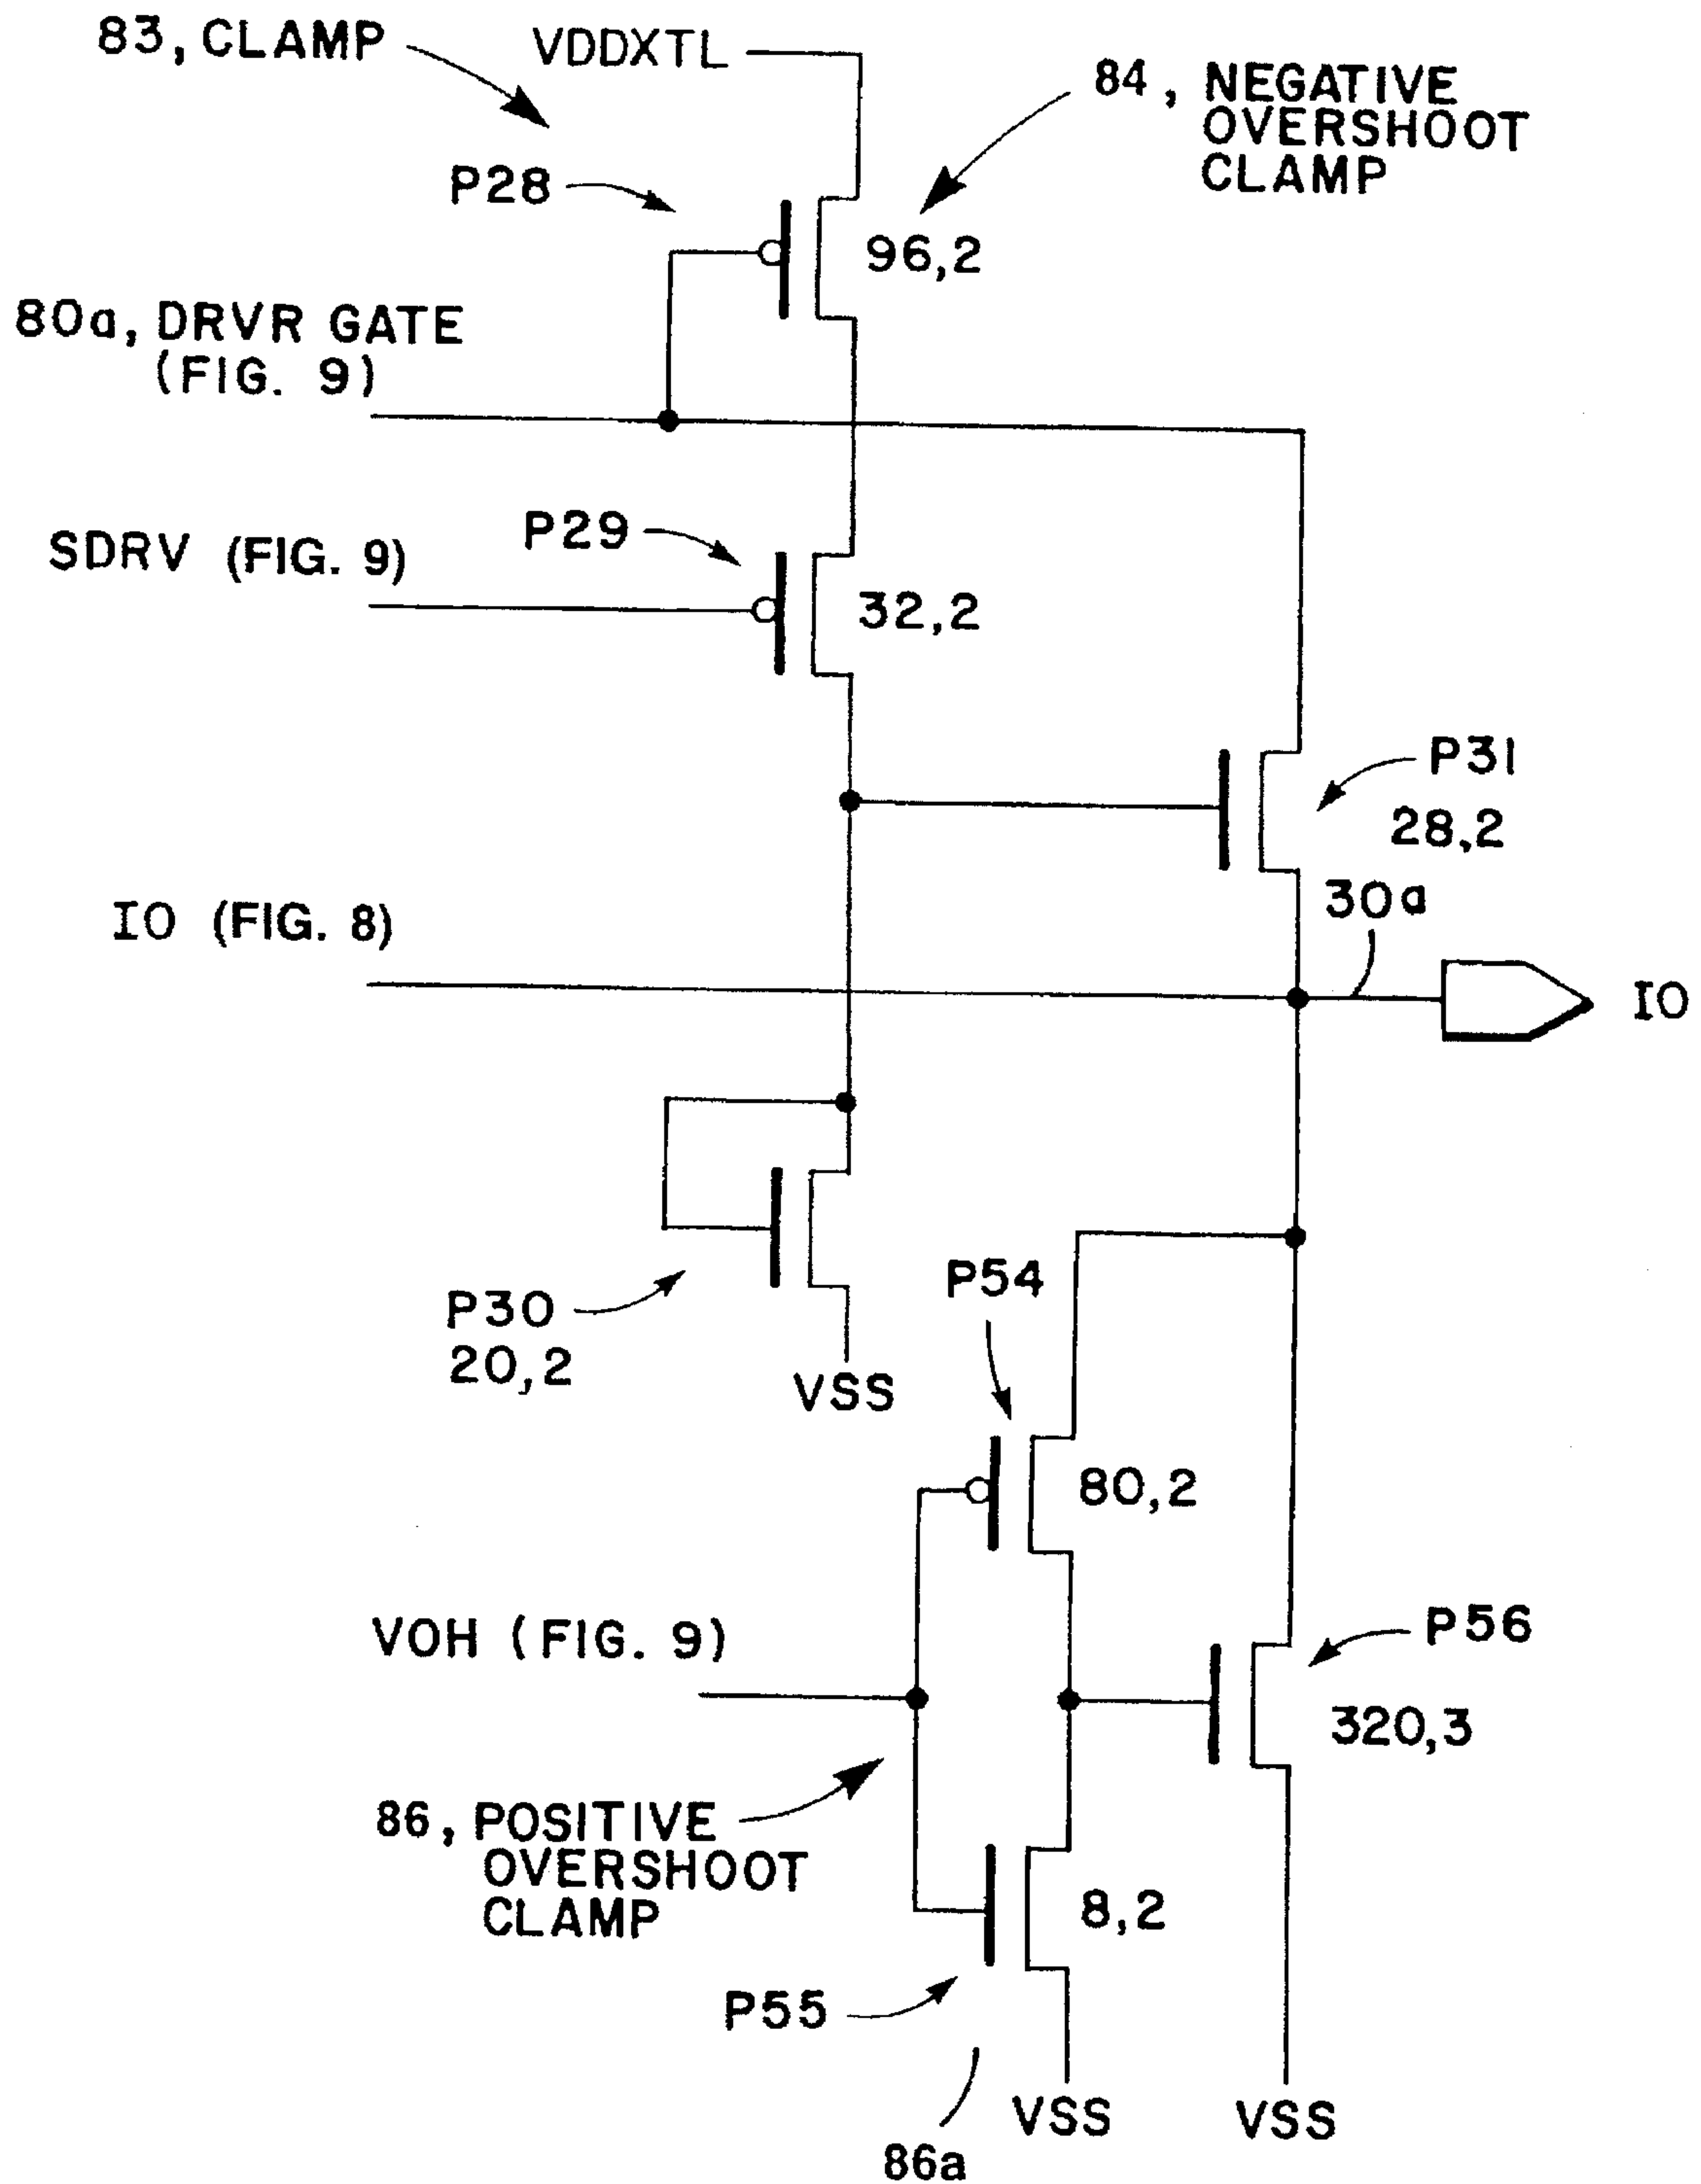 83, CLAMP
VDDXTL
84, NEGATIVE
OVERSHOOT
CLAMP
P28
96,2
80a, DRVR GATE
(FIG. 9)
P29
SDRV (FIG. 9)
32,2
P31
28,2
30a
IO (FIG. 8)
IO
P54
P30
20,2
VSS
80,2
VOH (FIG. 9)
P56
320,3
86, POSITIVE
OVERSHOOT
CLAMP
8,2
P55
VSS
VSS
86a